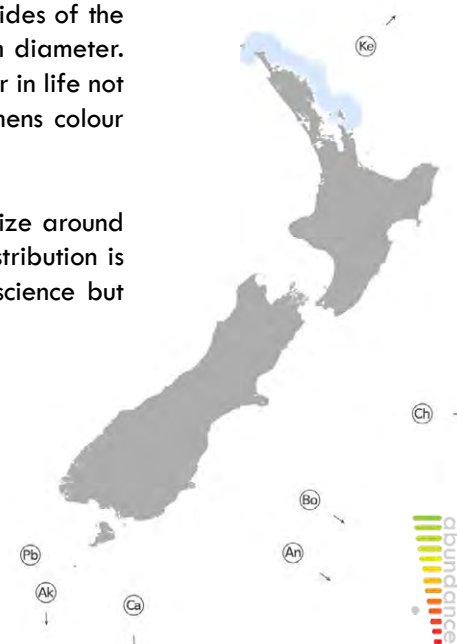 ides of the
n diameter.
r in life not
nens colour
ize around
stribution is
science but
Ke
Ch
Bo
An
Pb
Ak
Ca
abundance